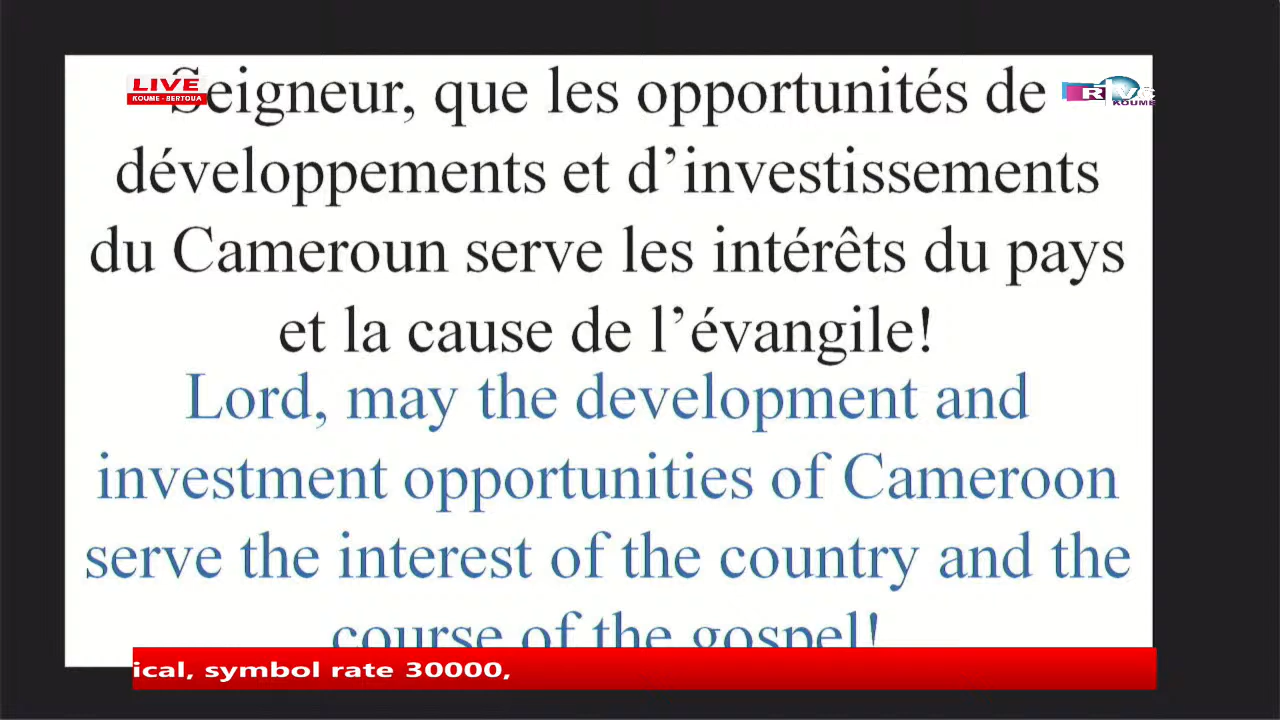 LIVE
KOUME - BERTOUA
Seigneur, que les opportunités de
développements et d’investissements
du Cameroun serve les intérêts du pays
et la cause de l’évangile!
Lord, may the development and
investment opportunities of Cameroon
serve the interest of the country and the
course of the gospel!
ical, symbol rate 30000,
KOUME